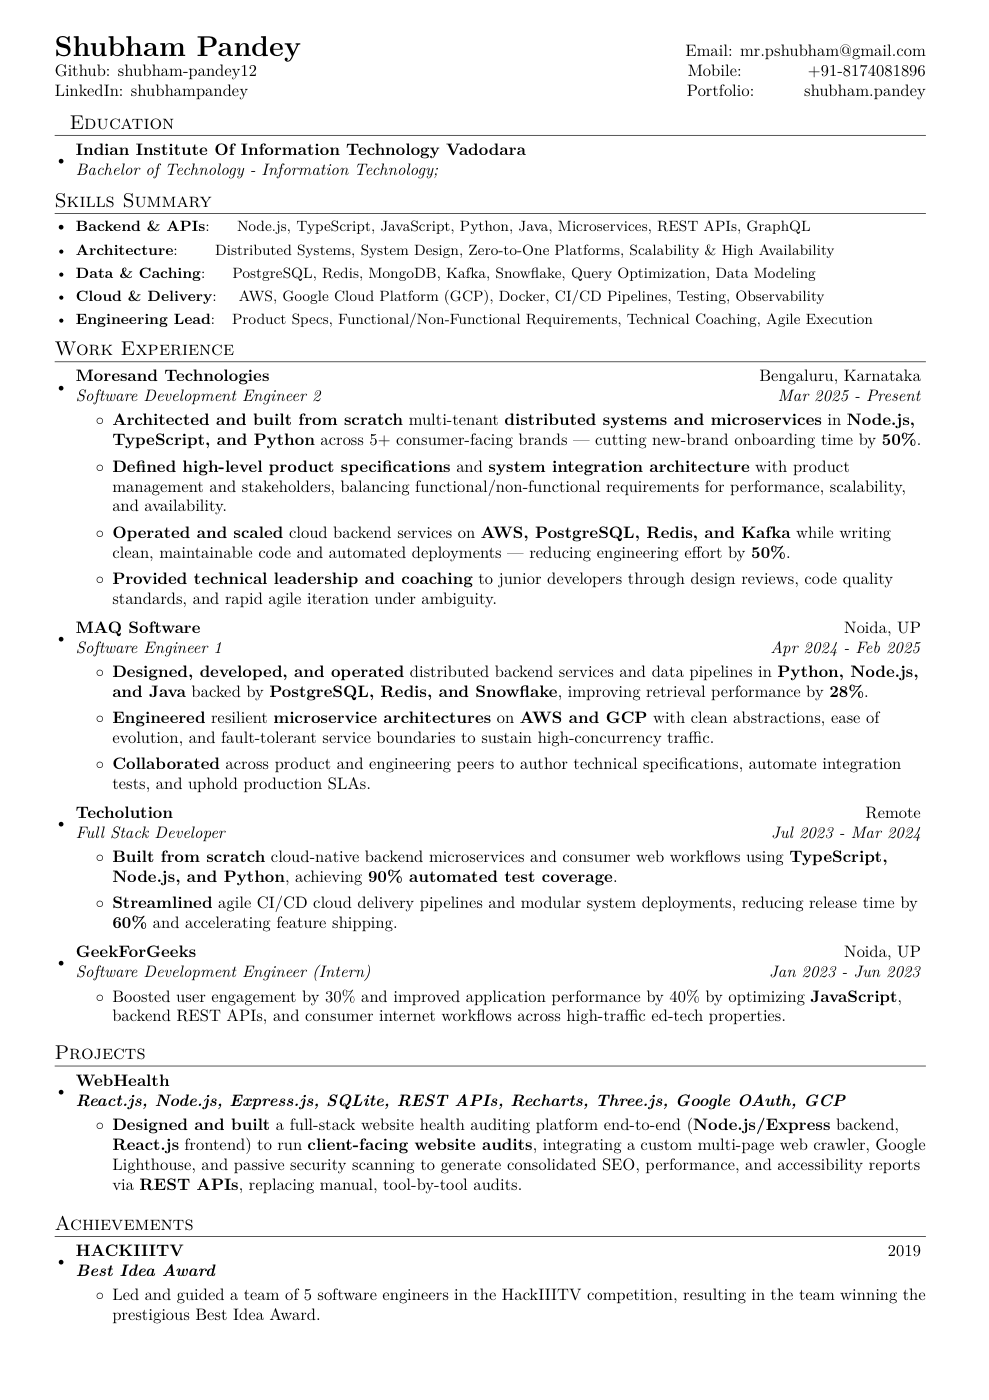 Shubham Pandey
Github: shubham-pandey12
LinkedIn: shubhampandey
Email: mr.pshubham@gmail.com
Mobile: +91-8174081896
Portfolio: shubham.pandey
Education
• Indian Institute Of Information Technology Vadodara
Bachelor of Technology - Information Technology;
Skills Summary
• Backend & APIs: Node.js, TypeScript, JavaScript, Python, Java, Microservices, REST APIs, GraphQL
• Architecture: Distributed Systems, System Design, Zero-to-One Platforms, Scalability & High Availability
• Data & Caching: PostgreSQL, Redis, MongoDB, Kafka, Snowflake, Query Optimization, Data Modeling
• Cloud & Delivery: AWS, Google Cloud Platform (GCP), Docker, CI/CD Pipelines, Testing, Observability
• Engineering Lead: Product Specs, Functional/Non-Functional Requirements, Technical Coaching, Agile Execution
Work Experience
• Moresand Technologies Bengaluru, Karnataka
Software Development Engineer 2 Mar 2025 - Present
◦ Architected and built from scratch multi-tenant distributed systems and microservices in Node.js,
TypeScript, and Python across 5+ consumer-facing brands — cutting new-brand onboarding time by 50%.
◦ Defined high-level product specifications and system integration architecture with product
management and stakeholders, balancing functional/non-functional requirements for performance, scalability,
and availability.
◦ Operated and scaled cloud backend services on AWS, PostgreSQL, Redis, and Kafka while writing
clean, maintainable code and automated deployments — reducing engineering effort by 50%.
◦ Provided technical leadership and coaching to junior developers through design reviews, code quality
standards, and rapid agile iteration under ambiguity.
• MAQ Software Noida, UP
Software Engineer 1 Apr 2024 - Feb 2025
◦ Designed, developed, and operated distributed backend services and data pipelines in Python, Node.js,
and Java backed by PostgreSQL, Redis, and Snowflake, improving retrieval performance by 28%.
◦ Engineered resilient microservice architectures on AWS and GCP with clean abstractions, ease of
evolution, and fault-tolerant service boundaries to sustain high-concurrency traffic.
◦ Collaborated across product and engineering peers to author technical specifications, automate integration
tests, and uphold production SLAs.
• Techolution Remote
Full Stack Developer Jul 2023 - Mar 2024
◦ Built from scratch cloud-native backend microservices and consumer web workflows using TypeScript,
Node.js, and Python, achieving 90% automated test coverage.
◦ Streamlined agile CI/CD cloud delivery pipelines and modular system deployments, reducing release time by
60% and accelerating feature shipping.
• GeekForGeeks Noida, UP
Software Development Engineer (Intern) Jan 2023 - Jun 2023
◦ Boosted user engagement by 30% and improved application performance by 40% by optimizing JavaScript,
backend REST APIs, and consumer internet workflows across high-traffic ed-tech properties.
Projects
• WebHealth
React.js, Node.js, Express.js, SQLite, REST APIs, Recharts, Three.js, Google OAuth, GCP
◦ Designed and built a full-stack website health auditing platform end-to-end (Node.js/Express backend,
React.js frontend) to run client-facing website audits, integrating a custom multi-page web crawler, Google
Lighthouse, and passive security scanning to generate consolidated SEO, performance, and accessibility reports
via REST APIs, replacing manual, tool-by-tool audits.
Achievements
• HACKIIITV 2019
Best Idea Award
◦ Led and guided a team of 5 software engineers in the HackIIITV competition, resulting in the team winning the
prestigious Best Idea Award.